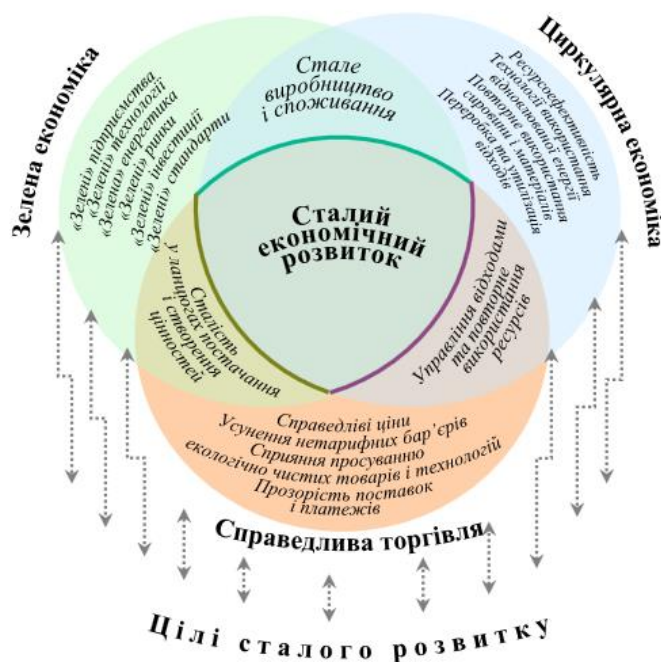 Зелена економіка
«Зелені» підприємства
«Зелені» технології
«Зелена» енергетика
«Зелені» ринки
«Зелені» інвестиції
«Зелені» стандарти
Стале
виробництво
і споживання
Циркулярна економіка
Ресурсоефективність
Технології використання
відновлюваної енергії
Повторне використання
сировини і матеріалів
Переробка та утилізація
відходів
Сталий
економічний
розвиток
Сталість
у ланцюгах постачання
і створення
цінностей
Управління відходами
та повторне
використання
ресурсів
Справедліві ціни
Усунення нетарифних бар’єрів
Сприяння просуванню
екологічно чистих товарів і технологій
Прозорість поставок
і платежів
Справедлива торгівля
Цілі сталого розвитку